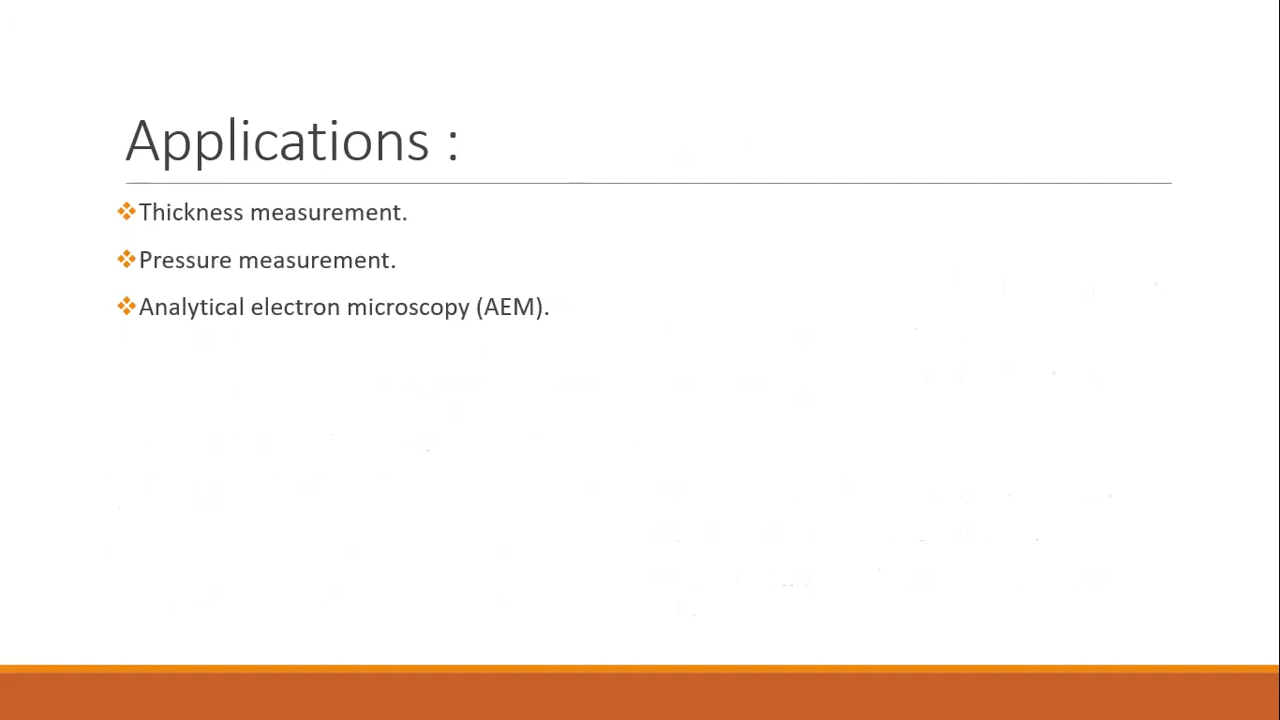 Applications :
Thickness measurement.
Pressure measurement.
Analytical electron microscopy (AEM).